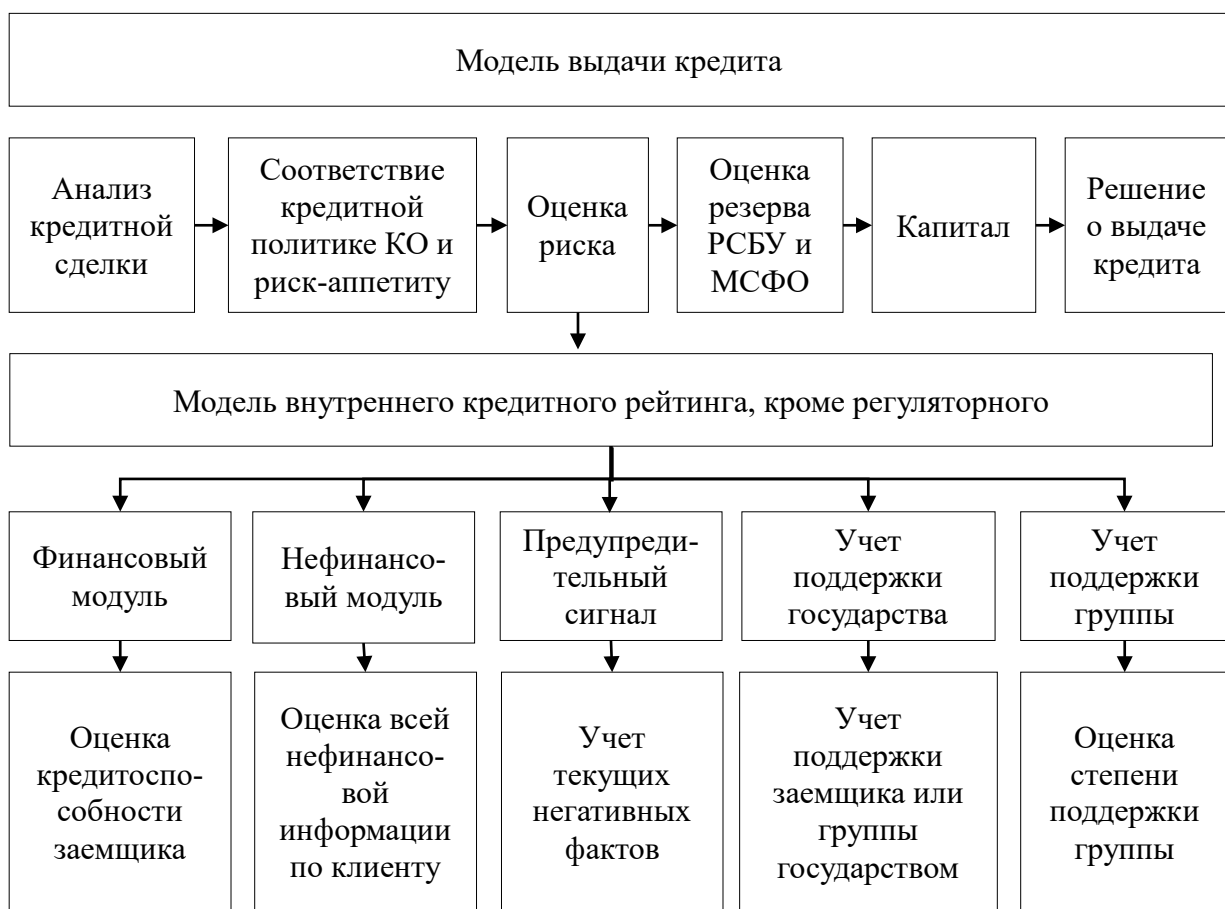 Модель выдачи кредита
Анализ
кредитной
сделки
Соответствие
кредитной
политике КО и
риск-аппетиту
Оценка
риска
Оценка
резерва
РСБУ и
МСФО
Капитал
Решение
о выдаче
кредита
Модель внутреннего кредитного рейтинга, кроме регуляторного
Финансовый
модуль
Нефинансо-
вый модуль
Предупреди-
тельный
сигнал
Учет
поддержки
государства
Учет
поддержки
группы
Оценка
кредитоспо-
собности
заемщика
Оценка всей
нефинансо-
вой
информации
по клиенту
Учет
текущих
негативных
фактов
Учет
поддержки
заемщика или
группы
государством
Оценка
степени
поддержки
группы